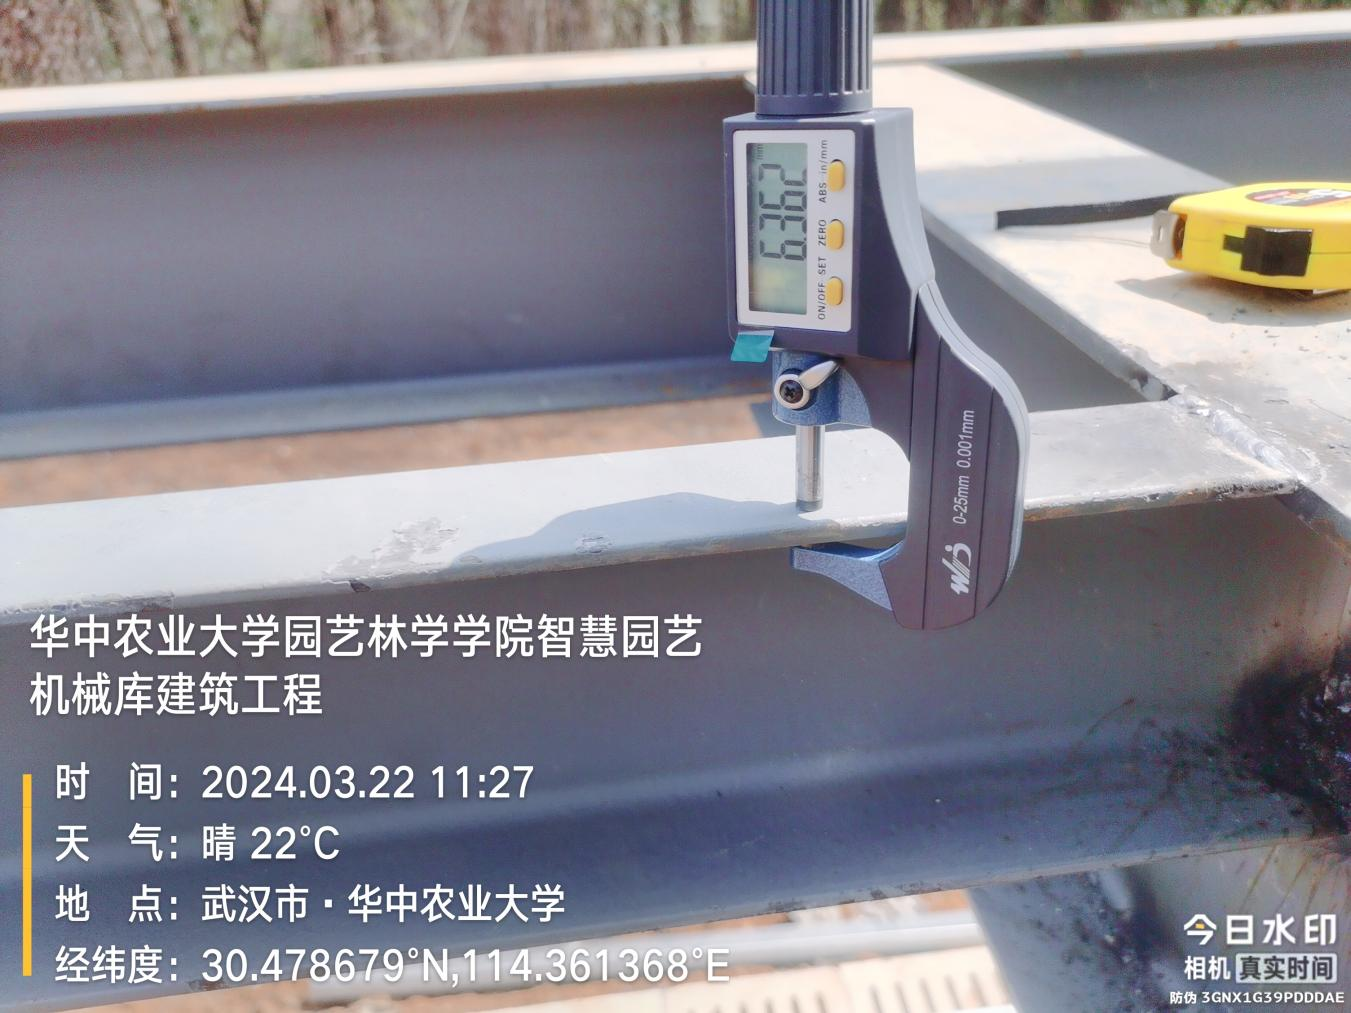 mm
6.362
ABS in/mm
ZERO
SET
ON/OFF
0-25mm 0.001mm
华中农业大学园艺林学学院智慧园艺
机械库建筑工程
时 间：2024.03.22 11:27
天 气：晴 22°C
地 点：武汉市·华中农业大学
经纬度：30.478679°N,114.361368°E
今日水印
相机 真实时间
防伪 3GNX1G39PDDDAE